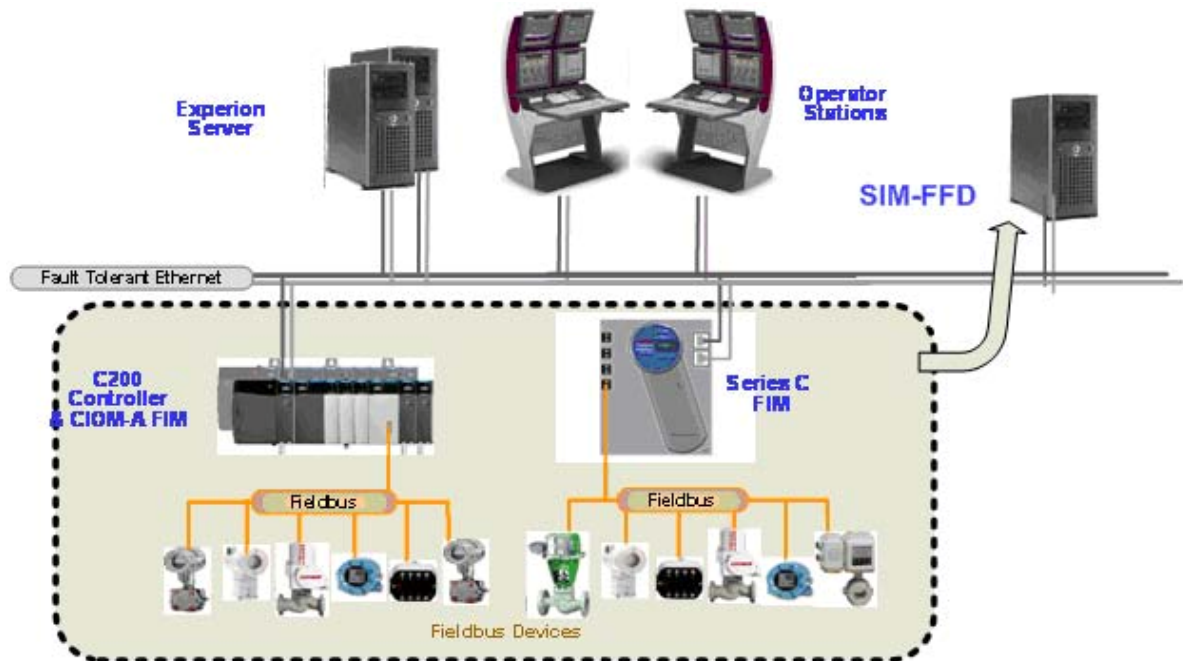 Experion
Server
Operator
Stations
SIM-FFD
Fault Tolerant Ethernet
C200
Controller
& CIOM-A FIM
Series C
FIM
Fieldbus
Fieldbus
Fieldbus Devices